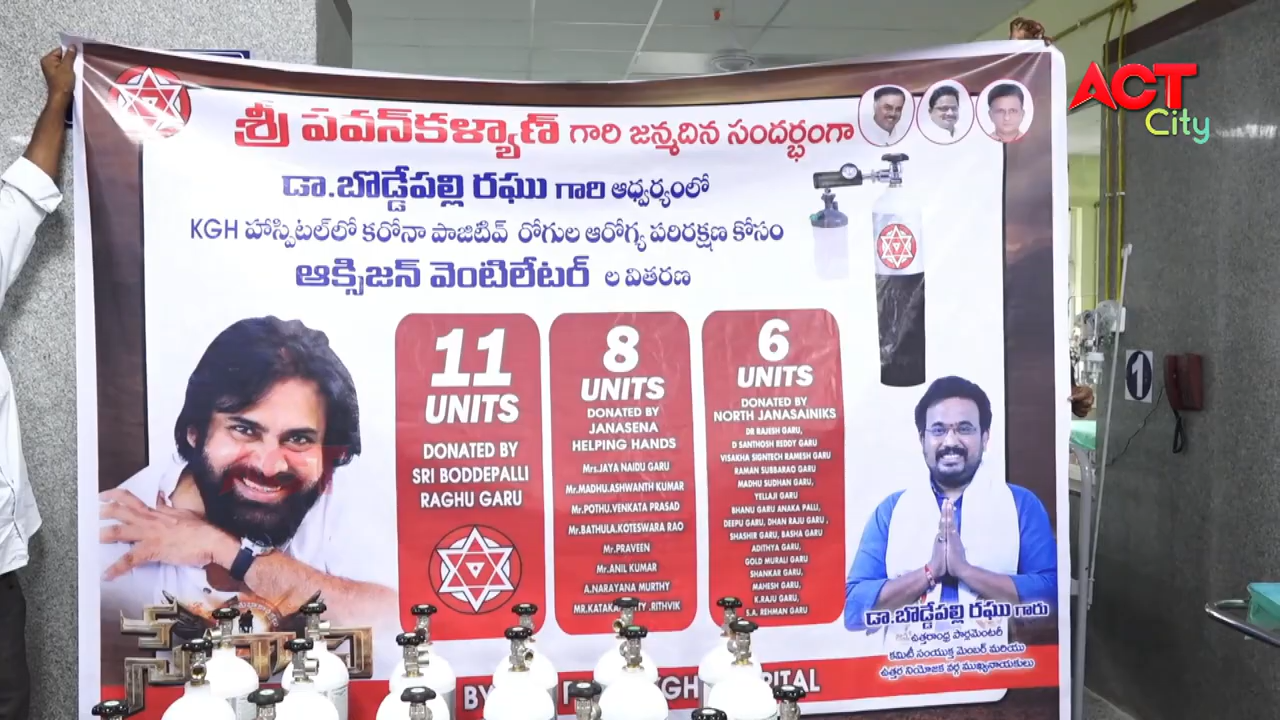 ACT
City
శ్రీ పవన్‌కళ్యాణ్ గారి జన్మదిన సందర్భంగా
డా.బొడ్డేపల్లి రఘు గారి ఆధ్వర్యంలో
KGH హాస్పిటల్‌లో కరోనా పాజిటివ్ రోగుల ఆరోగ్య పరిరక్షణ కోసం
ఆక్సిజన్ వెంటిలేటర్ ల వితరణ
11
UNITS
DONATED BY
SRI BODDEPALLI
RAGHU GARU
8
UNITS
DONATED BY
JANASENA
HELPING HANDS
Mrs.JAYA NAIDU GARU
Mr.MADHU.ASHWANTH KUMAR
Mr.POTHU.VENKATA PRASAD
Mr.BATHULA.KOTESWARA RAO
Mr.PRAVEEN
Mr.ANIL KUMAR
A.NARAYANA MURTHY
.RITHVIK
6
UNITS
DONATED BY
NORTH JANASAINIKS
DR RAJESH GARU,
D SANTHOSH REDDY GARU
VISAKHA SIGNTECH RAMESH GARU
RAMAN SUBBARAO GARU
MADHU SUDHAN GARU,
YELLAJI GARU
BHANU GARU ANAKA PALLI,
DEEPU GARU, DHAN RAJU GARU ,
SHASHIR GARU, BASHA GARU
ADITHYA GARU,
GOLD MURALI GARU
SHANKAR GARU,
MAHESH GARU,
K.RAJU GARU,
S.A. REHMAN GARU
డా.బొడ్డేపల్లి రఘు గారు
ఉత్తరాంధ్ర పార్లమెంటరీ
కమిటీ సంయుక్త మెంబర్ మరియు
ఉత్తర నియోజక వర్గ ముఖ్యనాయకులు
BY
1